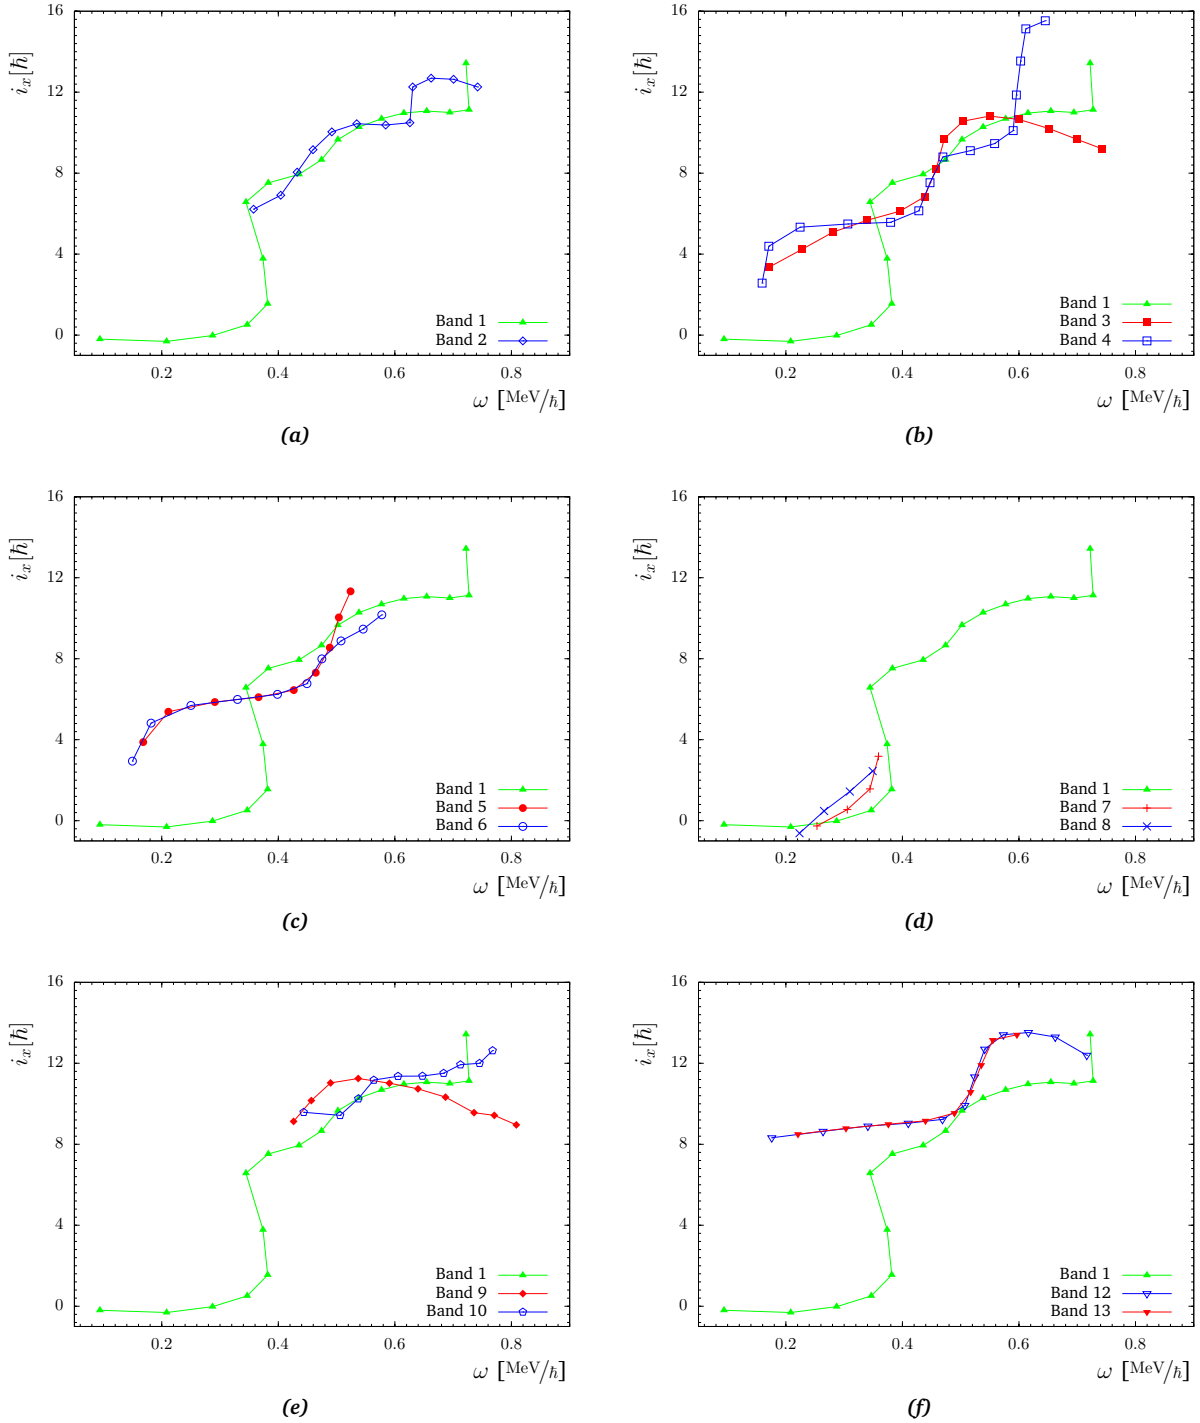 16
12
8
4
0
i_x[ħ]
0.2 0.4 0.6 0.8
ω [MeV/ħ]
Band 1
Band 2
(a)
16
12
8
4
0
i_x[ħ]
0.2 0.4 0.6 0.8
ω [MeV/ħ]
Band 1
Band 3
Band 4
(b)
16
12
8
4
0
i_x[ħ]
0.2 0.4 0.6 0.8
ω [MeV/ħ]
Band 1
Band 5
Band 6
(c)
16
12
8
4
0
i_x[ħ]
0.2 0.4 0.6 0.8
ω [MeV/ħ]
Band 1
Band 7
Band 8
(d)
16
12
8
4
0
i_x[ħ]
0.2 0.4 0.6 0.8
ω [MeV/ħ]
Band 1
Band 9
Band 10
(e)
16
12
8
4
0
i_x[ħ]
0.2 0.4 0.6 0.8
ω [MeV/ħ]
Band 1
Band 12
Band 13
(f)